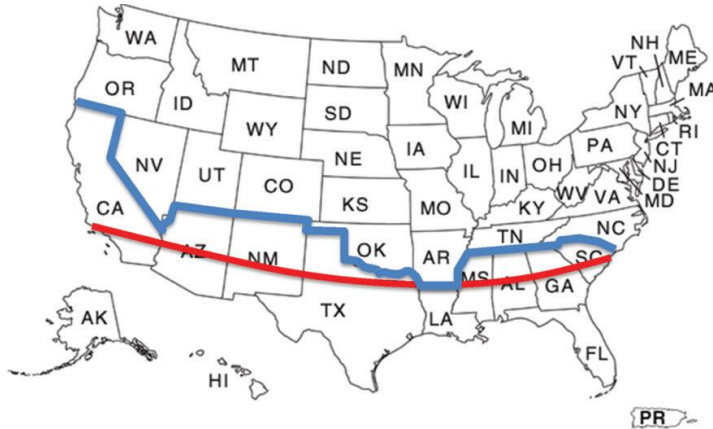 WA
MT
ND
MN
VT
NH
ME
OR
ID
SD
WI
MI
NY
MA
RI
CT
NJ
DE
MD
WY
NE
IA
PA
NV
UT
CO
KS
MO
IL
IN
OH
WV
VA
KY
CA
AZ
NM
OK
AR
TN
NC
SC
MS
AL
GA
TX
LA
FL
AK
HI
PR